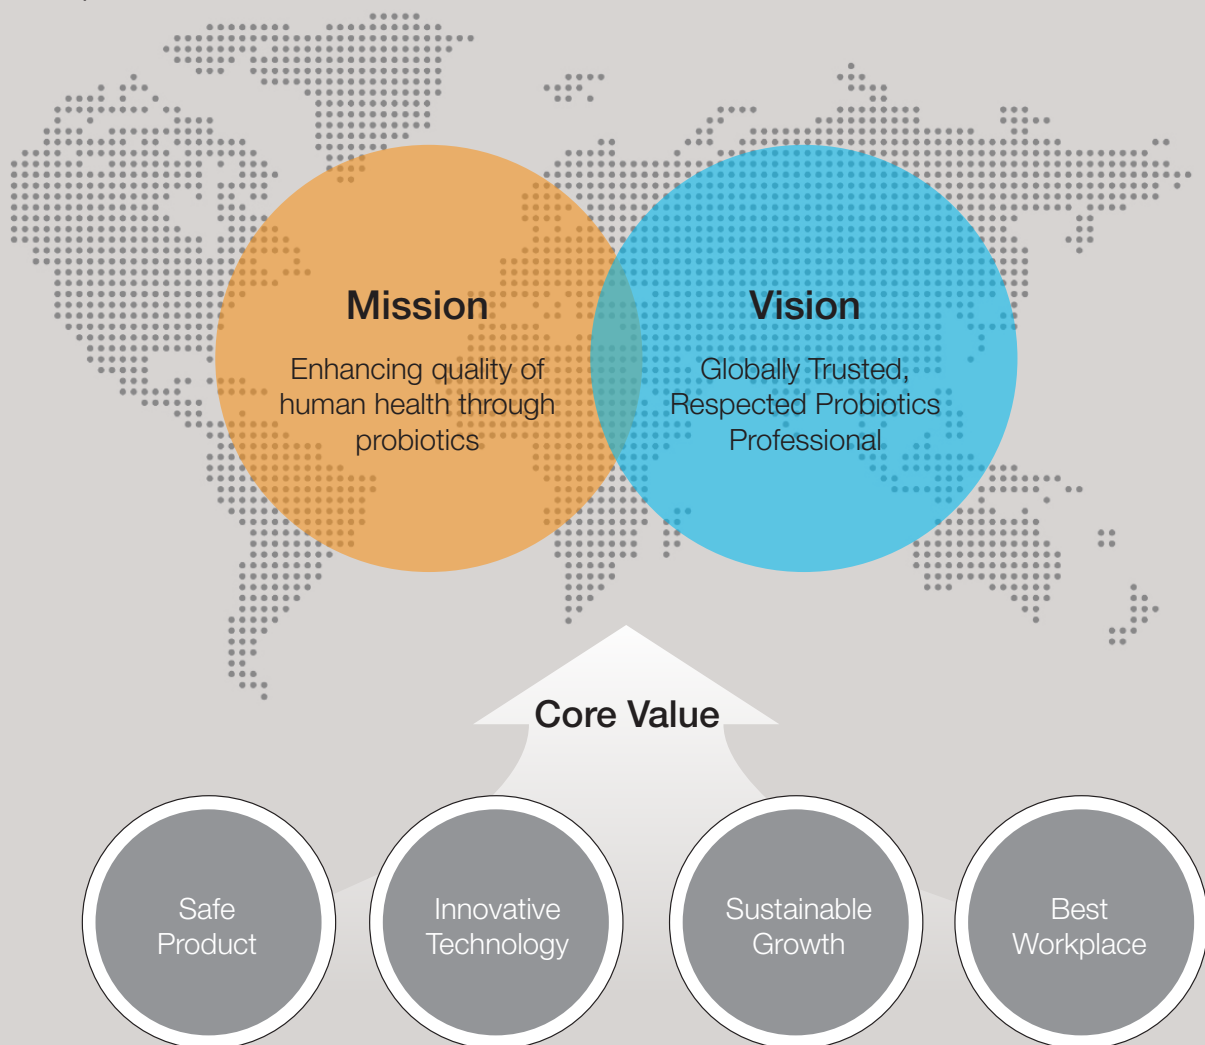 Mission
Enhancing quality of
human health through
probiotics
Vision
Globally Trusted,
Respected Probiotics
Professional
Core Value
Safe
Product
Innovative
Technology
Sustainable
Growth
Best
Workplace